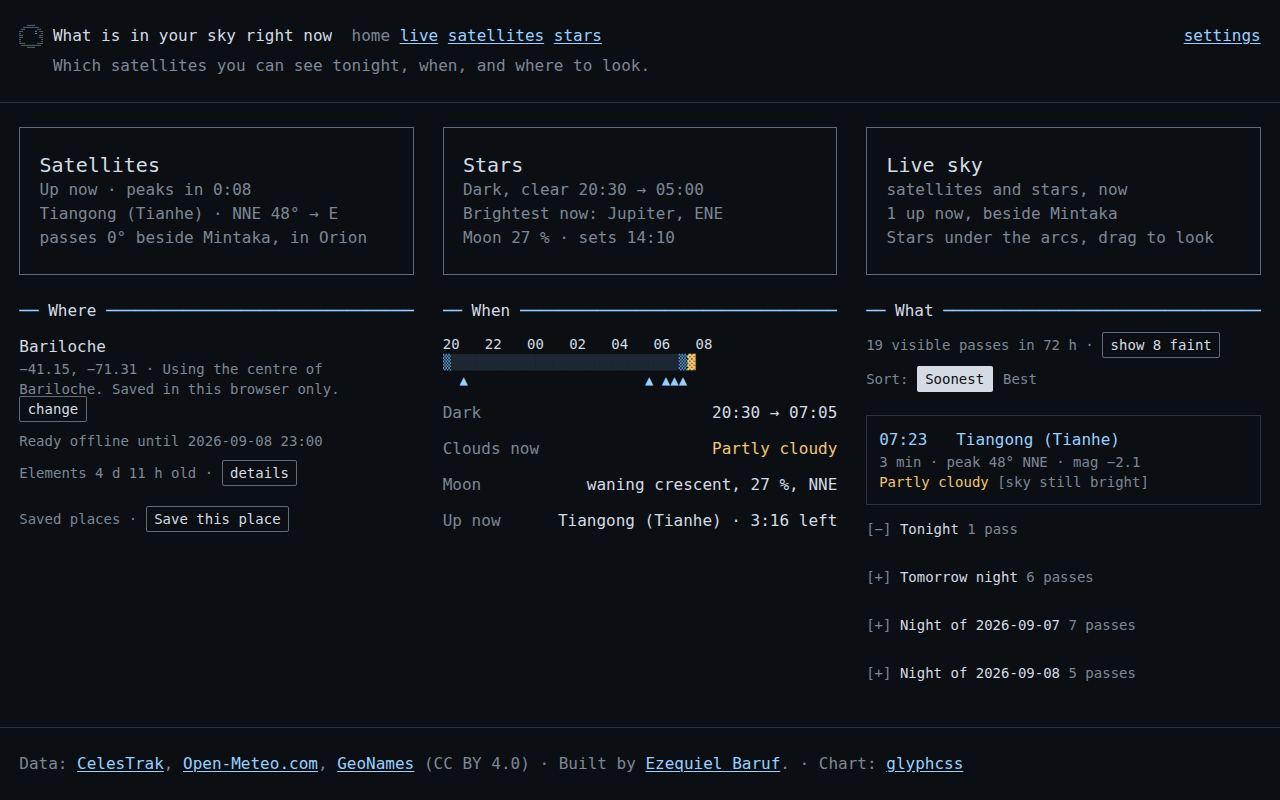 What is in your sky right now home live satellites stars settings
Which satellites you can see tonight, when, and where to look.
Satellites
Up now · peaks in 0:08
Tiangong (Tianhe) · NNE 48° → E
passes 0° beside Mintaka, in Orion
Stars
Dark, clear 20:30 → 05:00
Brightest now: Jupiter, ENE
Moon 27 % · sets 14:10
Live sky
satellites and stars, now
1 up now, beside Mintaka
Stars under the arcs, drag to look
Where
Bariloche
−41.15, −71.31 · Using the centre of
Bariloche. Saved in this browser only.
change
Ready offline until 2026-09-08 23:00
Elements 4 d 11 h old · details
Saved places · Save this place
When
20 22 00 02 04 06 08
Dark 20:30 → 07:05
Clouds now Partly cloudy
Moon waning crescent, 27 %, NNE
Up now Tiangong (Tianhe) · 3:16 left
What
19 visible passes in 72 h · show 8 faint
Sort: Soonest Best
07:23 Tiangong (Tianhe)
3 min · peak 48° NNE · mag −2.1
Partly cloudy [sky still bright]
[−] Tonight 1 pass
[+] Tomorrow night 6 passes
[+] Night of 2026-09-07 7 passes
[+] Night of 2026-09-08 5 passes
Data: CelesTrak, Open-Meteo.com, GeoNames (CC BY 4.0) · Built by Ezequiel Baruf. · Chart: glyphcss